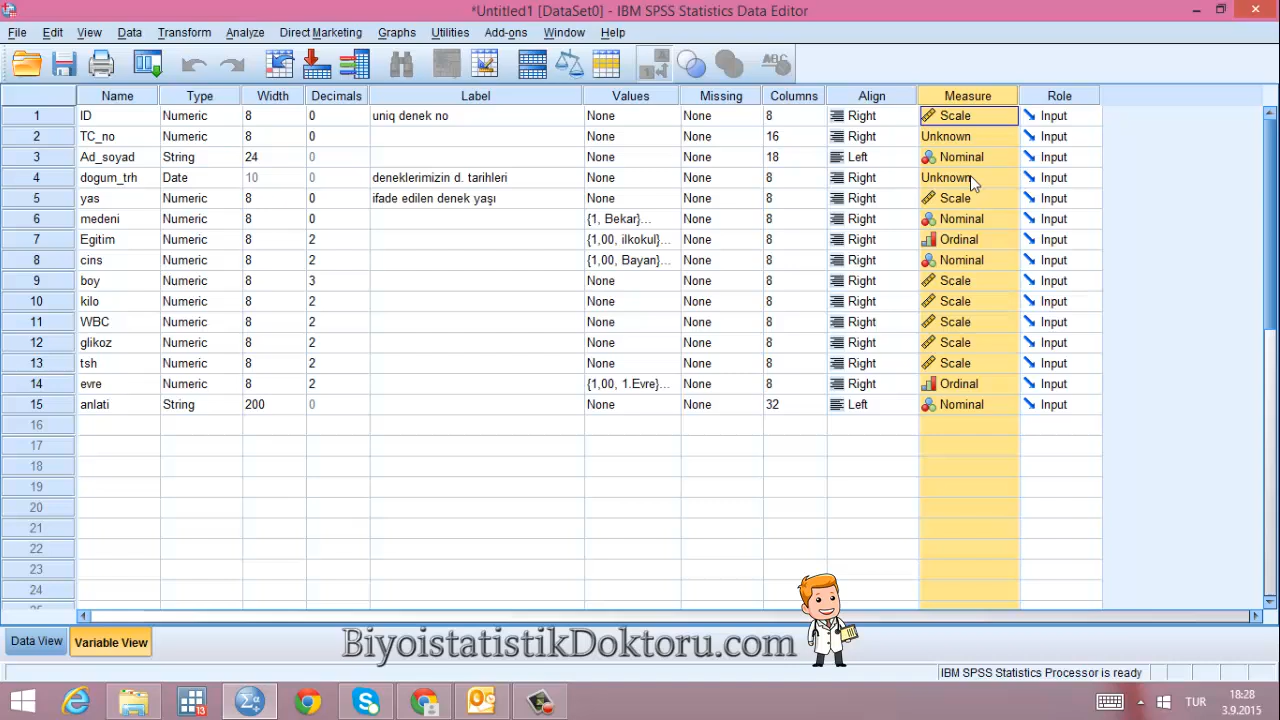 *Untitled1 [DataSet0] - IBM SPSS Statistics Data Editor
File Edit View Data Transform Analyze Direct Marketing Graphs Utilities Add-ons Window Help
Name Type Width Decimals Label Values Missing Columns Align Measure Role
1 ID Numeric 8 0 uniq denek no None None 8 Right Scale Input
2 TC_no Numeric 8 0 None None 16 Right Unknown Input
3 Ad_soyad String 24 0 None None 18 Left Nominal Input
4 dogum_trh Date 10 0 deneklerimizin d. tarihleri None None 8 Right Unknown Input
5 yas Numeric 8 0 ifade edilen denek yaşı None None 8 Right Scale Input
6 medeni Numeric 8 0 {1, Bekar}... None 8 Right Nominal Input
7 Egitim Numeric 8 2 {1,00, ilkokul}... None 8 Right Ordinal Input
8 cins Numeric 8 2 {1,00, Bayan}... None 8 Right Nominal Input
9 boy Numeric 8 3 None None 8 Right Scale Input
10 kilo Numeric 8 2 None None 8 Right Scale Input
11 WBC Numeric 8 2 None None 8 Right Scale Input
12 glikoz Numeric 8 2 None None 8 Right Scale Input
13 tsh Numeric 8 2 None None 8 Right Scale Input
14 evre Numeric 8 2 {1,00, 1.Evre}... None 8 Right Ordinal Input
15 anlati String 200 0 None None 32 Left Nominal Input
16
17
18
19
20
21
22
23
24
Data View Variable View
BiyoistatistikDoktoru.com
IBM SPSS Statistics Processor is ready
TUR 18:28
3.9.2015